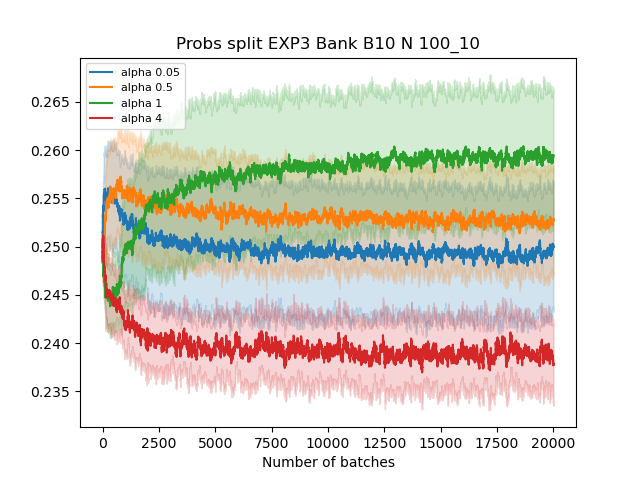 Probs split EXP3 Bank B10 N 100_10
alpha 0.05
alpha 0.5
alpha 1
alpha 4
0.265
0.260
0.255
0.250
0.245
0.240
0.235
0 2500 5000 7500 10000 12500 15000 17500 20000
Number of batches